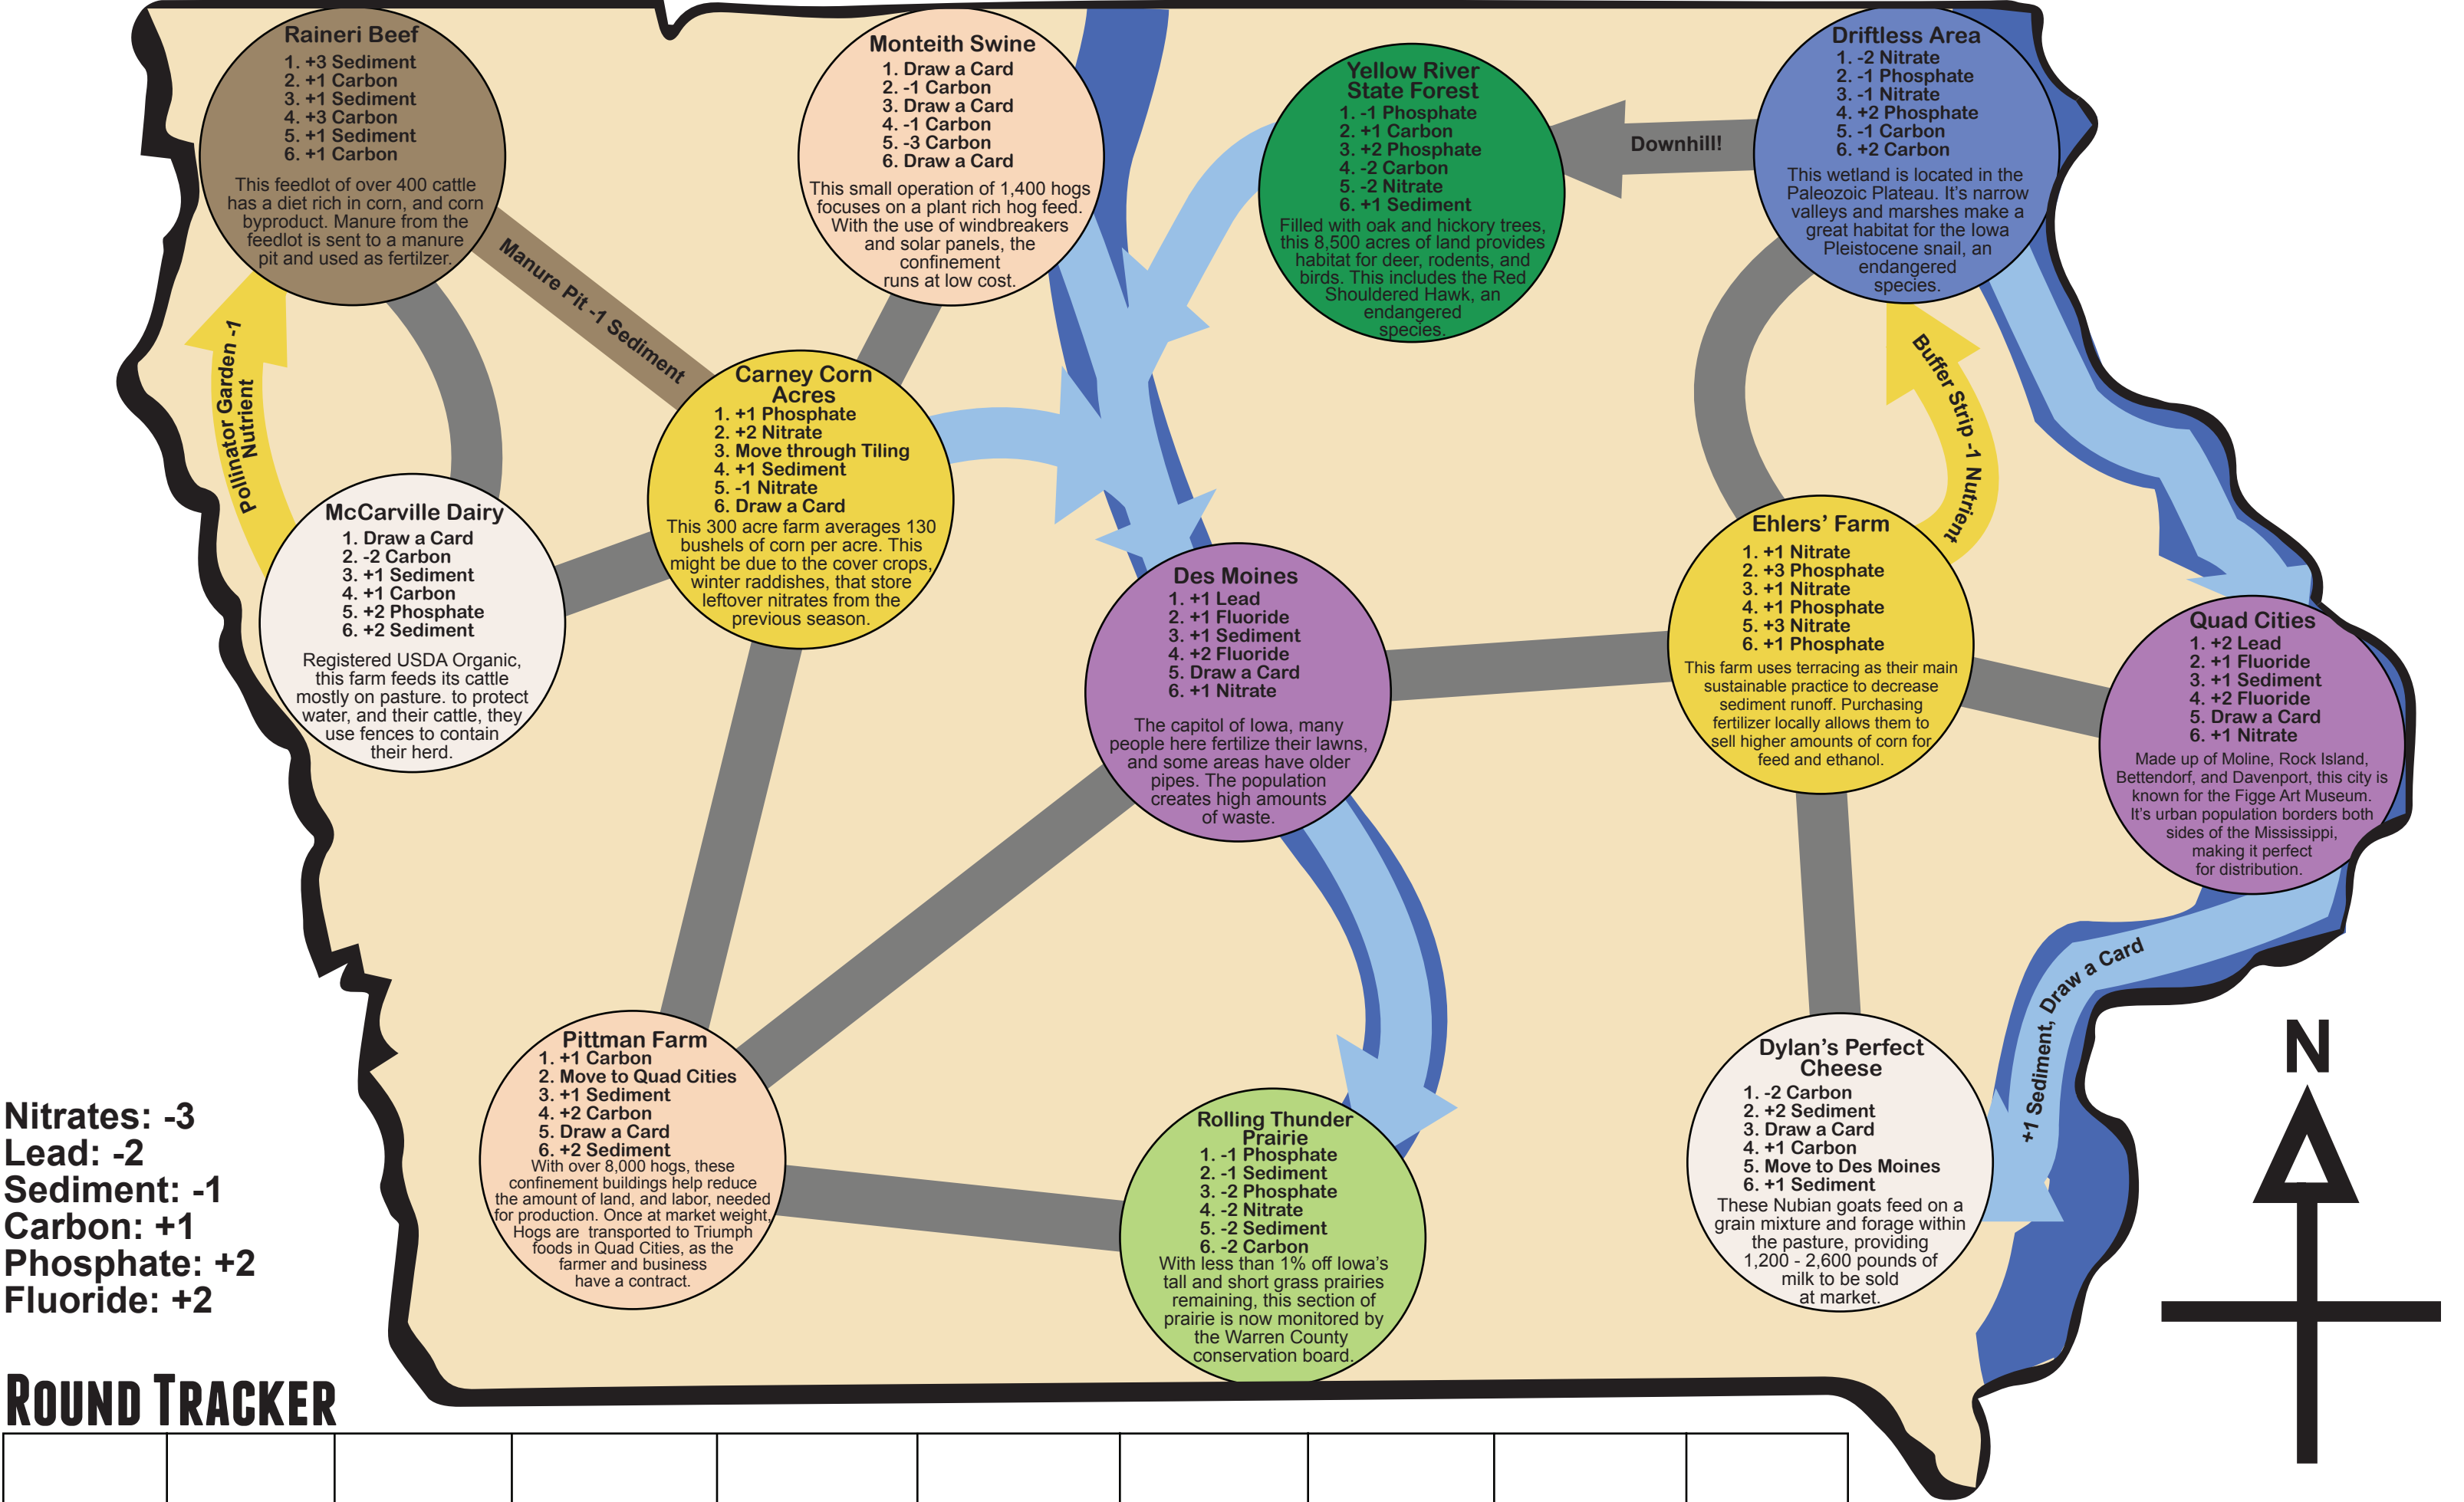 Raineri Beef
1. +3 Sediment
2. +1 Carbon
3. +1 Sediment
4. +3 Carbon
5. +1 Sediment
6. +1 Carbon
This feedlot of over 400 cattle
has a diet rich in corn, and corn
byproduct. Manure from the
feedlot is sent to a manure
pit and used as fertilzer.
Monteith Swine
1. Draw a Card
2. -1 Carbon
3. Draw a Card
4. -1 Carbon
5. -3 Carbon
6. Draw a Card
This small operation of 1,400 hogs
focuses on a plant rich hog feed.
With the use of windbreakers
and solar panels, the
confinement
runs at low cost.
Yellow River
State Forest
1. -1 Phosphate
2. +1 Carbon
3. +2 Phosphate
4. -2 Carbon
5. -2 Nitrate
6. +1 Sediment
Filled with oak and hickory trees,
this 8,500 acres of land provides
habitat for deer, rodents, and
birds. This includes the Red
Shouldered Hawk, an
endangered
species.
Downhill!
Driftless Area
1. -2 Nitrate
2. -1 Phosphate
3. -1 Nitrate
4. +2 Phosphate
5. -1 Carbon
6. +2 Carbon
This wetland is located in the
Paleozoic Plateau. It's narrow
valleys and marshes make a
great habitat for the Iowa
Pleistocene snail, an
endangered
species.
Manure Pit -1 Sediment
Pollinator Garden -1
Nutrient
Buffer Strip -1 Nutrient
Carney Corn
Acres
1. +1 Phosphate
2. +2 Nitrate
3. Move through Tiling
4. +1 Sediment
5. -1 Nitrate
6. Draw a Card
This 300 acre farm averages 130
bushels of corn per acre. This
might be due to the cover crops,
winter raddishes, that store
leftover nitrates from the
previous season.
McCarville Dairy
1. Draw a Card
2. -2 Carbon
3. +1 Sediment
4. +1 Carbon
5. +2 Phosphate
6. +2 Sediment
Registered USDA Organic,
this farm feeds its cattle
mostly on pasture. to protect
water, and their cattle, they
use fences to contain
their herd.
Des Moines
1. +1 Lead
2. +1 Fluoride
3. +1 Sediment
4. +2 Fluoride
5. Draw a Card
6. +1 Nitrate
The capitol of Iowa, many
people here fertilize their lawns,
and some areas have older
pipes. The population
creates high amounts
of waste.
Ehlers' Farm
1. +1 Nitrate
2. +3 Phosphate
3. +1 Nitrate
4. +1 Phosphate
5. +3 Nitrate
6. +1 Phosphate
This farm uses terracing as their main
sustainable practice to decrease
sediment runoff. Purchasing
fertilizer locally allows them to
sell higher amounts of corn for
feed and ethanol.
Quad Cities
1. +2 Lead
2. +1 Fluoride
3. +1 Sediment
4. +2 Fluoride
5. Draw a Card
6. +1 Nitrate
Made up of Moline, Rock Island,
Bettendorf, and Davenport, this city is
known for the Figge Art Museum.
It's urban population borders both
sides of the Mississippi,
making it perfect
for distribution.
+1 Sediment, Draw a Card
Pittman Farm
1. +1 Carbon
2. Move to Quad Cities
3. +1 Sediment
4. +2 Carbon
5. Draw a Card
6. +2 Sediment
With over 8,000 hogs, these
confinement buildings help reduce
the amount of land, and labor, needed
for production. Once at market weight,
Hogs are transported to Triumph
foods in Quad Cities, as the
farmer and business
have a contract.
Rolling Thunder
Prairie
1. -1 Phosphate
2. -1 Sediment
3. -2 Phosphate
4. -2 Nitrate
5. -2 Sediment
6. -2 Carbon
With less than 1% off Iowa's
tall and short grass prairies
remaining, this section of
prairie is now monitored by
the Warren County
conservation board.
Dylan's Perfect
Cheese
1. -2 Carbon
2. +2 Sediment
3. Draw a Card
4. +1 Carbon
5. Move to Des Moines
6. +1 Sediment
These Nubian goats feed on a
grain mixture and forage within
the pasture, providing
1,200 - 2,600 pounds of
milk to be sold
at market.
N
Nitrates: -3
Lead: -2
Sediment: -1
Carbon: +1
Phosphate: +2
Fluoride: +2
ROUND TRACKER